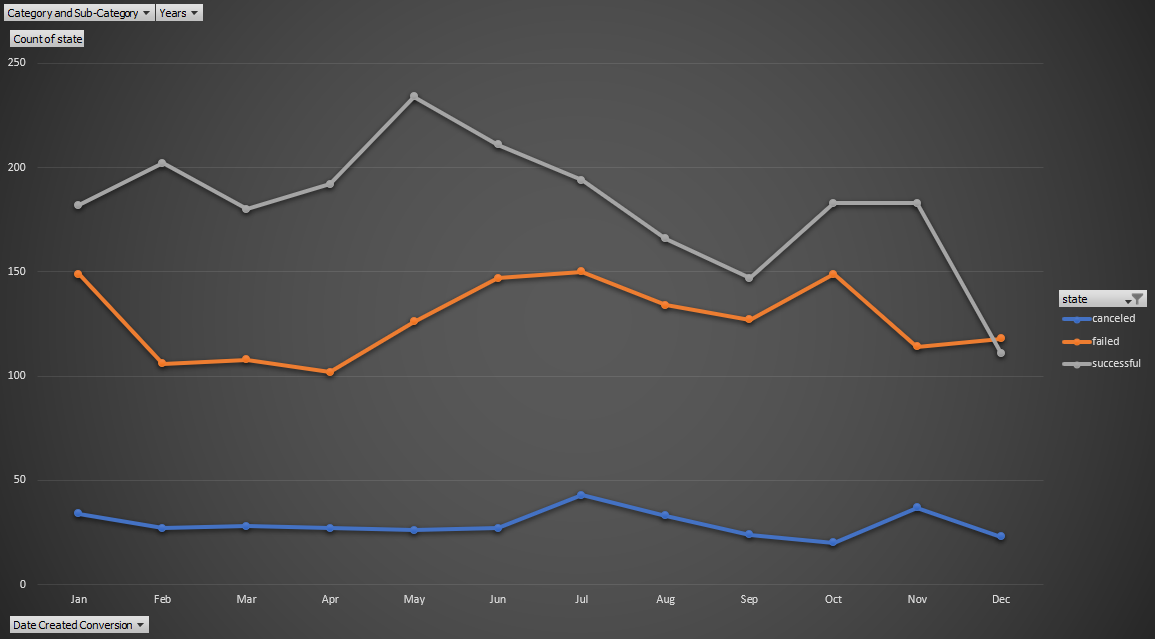 Category and Sub-Category Years
Count of state
250
200
150
100
50
0
Jan Feb Mar Apr May Jun Jul Aug Sep Oct Nov Dec
state
canceled
failed
successful
Date Created Conversion